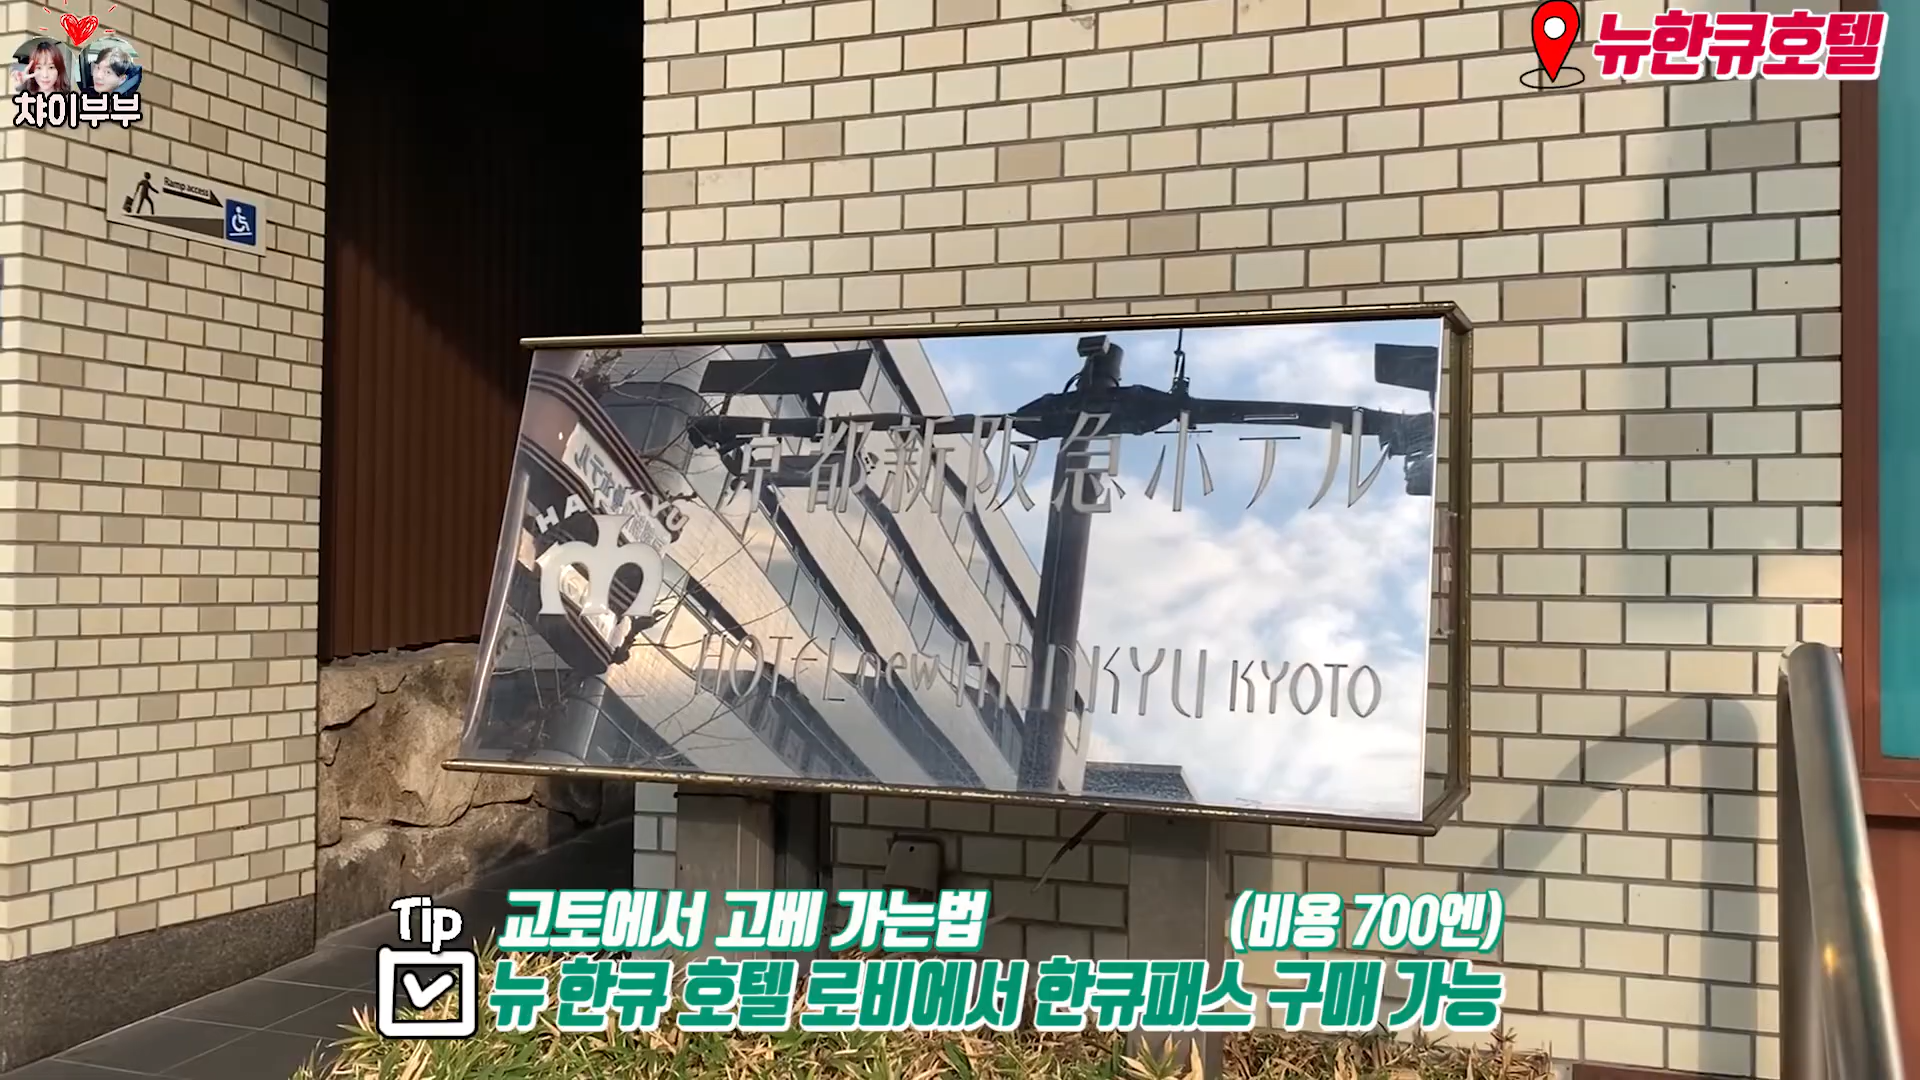 챠이부부
뉴한큐호텔
Ramp access
京都新阪急ホテル
HANKYU
HOTEL new HANKYU KYOTO
Tip
교토에서 고베 가는법 (비용 700엔)
뉴 한큐 호텔 로비에서 한큐패스 구매 가능